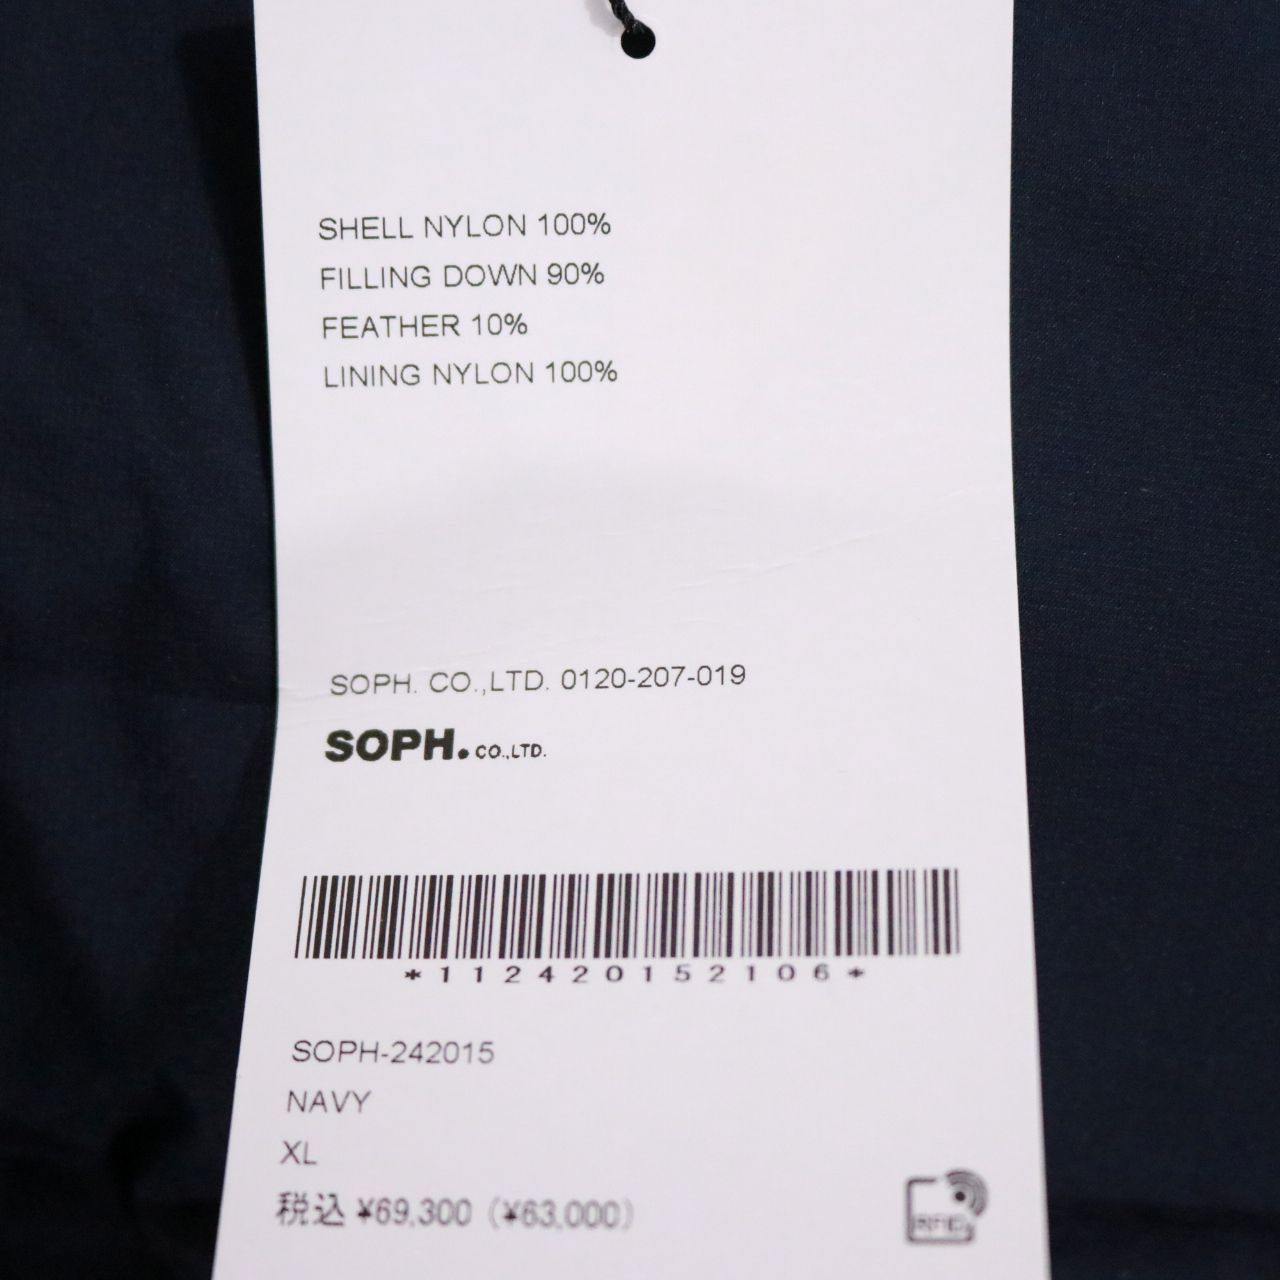 SHELL NYLON 100%
FILLING DOWN 90%
FEATHER 10%
LINING NYLON 100%
SOPH. CO.,LTD. 0120-207-019
SOPH. CO.,LTD.
*112420152106*
SOPH-242015
NAVY
XL
税込 ¥69,300 (¥63,000)
RFID